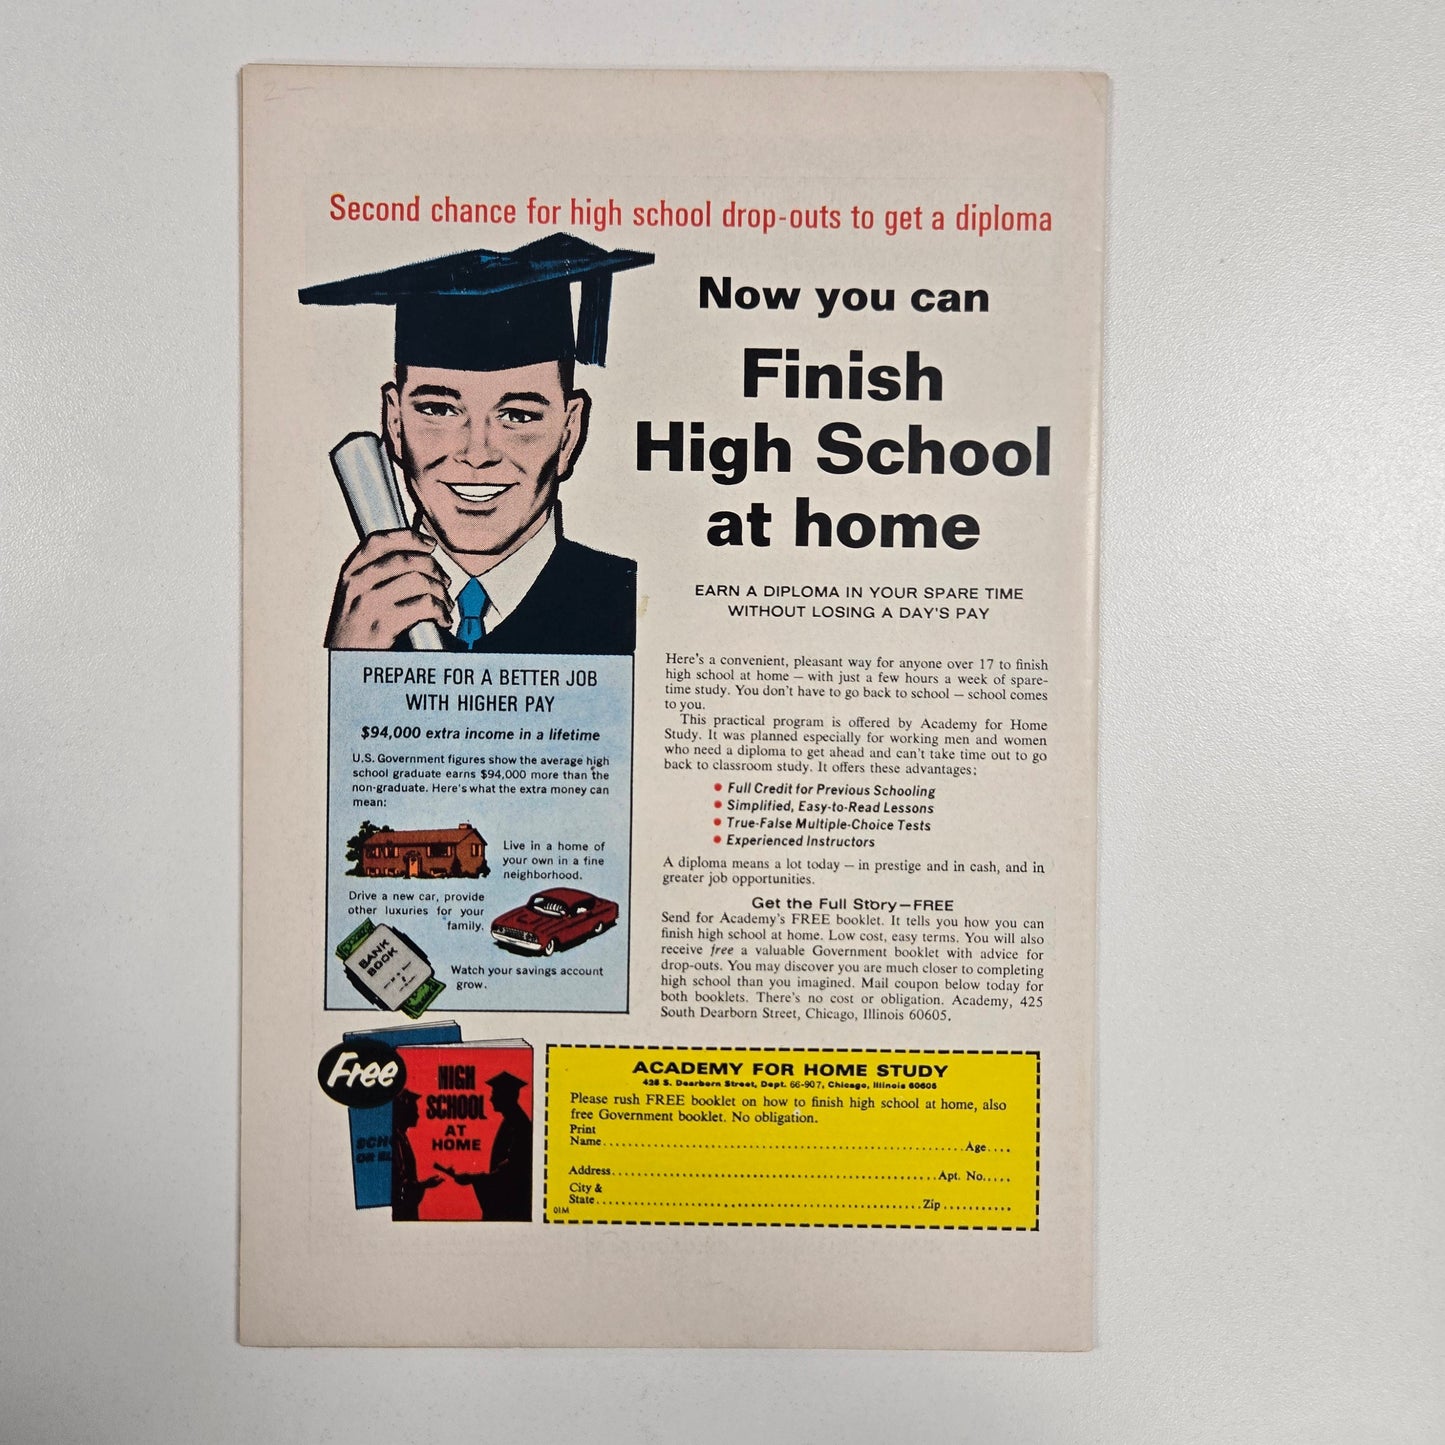 2—
Second chance for high school drop-outs to get a diploma
Now you can
Finish
High School
at home
EARN A DIPLOMA IN YOUR SPARE TIME
WITHOUT LOSING A DAY'S PAY
PREPARE FOR A BETTER JOB
WITH HIGHER PAY
$94,000 extra income in a lifetime
U.S. Government figures show the average high
school graduate earns $94,000 more than the
non-graduate. Here's what the extra money can
mean:
Live in a home of
your own in a fine
neighborhood.
Drive a new car, provide
other luxuries for your
family.
BANK
BOOK
Watch your savings account
grow.
Here's a convenient, pleasant way for anyone over 17 to finish
high school at home — with just a few hours a week of spare-
time study. You don't have to go back to school — school comes
to you.
This practical program is offered by Academy for Home
Study. It was planned especially for working men and women
who need a diploma to get ahead and can't take time out to go
back to classroom study. It offers these advantages:
• Full Credit for Previous Schooling
• Simplified, Easy-to-Read Lessons
• True-False Multiple-Choice Tests
• Experienced Instructors
A diploma means a lot today — in prestige and in cash, and in
greater job opportunities.
Get the Full Story—FREE
Send for Academy's FREE booklet. It tells you how you can
finish high school at home. Low cost, easy terms. You will also
receive free a valuable Government booklet with advice for
drop-outs. You may discover you are much closer to completing
high school than you imagined. Mail coupon below today for
both booklets. There's no cost or obligation. Academy, 425
South Dearborn Street, Chicago, Illinois 60605.
Free
SCHO
OR EL
HIGH
SCHOOL
AT
HOME
ACADEMY FOR HOME STUDY
425 S. Dearborn Street, Dept. 66-907, Chicago, Illinois 60605
Please rush FREE booklet on how to finish high school at home, also
free Government booklet. No obligation.
Print
Name..........Age....
Address..........Apt. No.....
City &
State..........Zip..........
01M